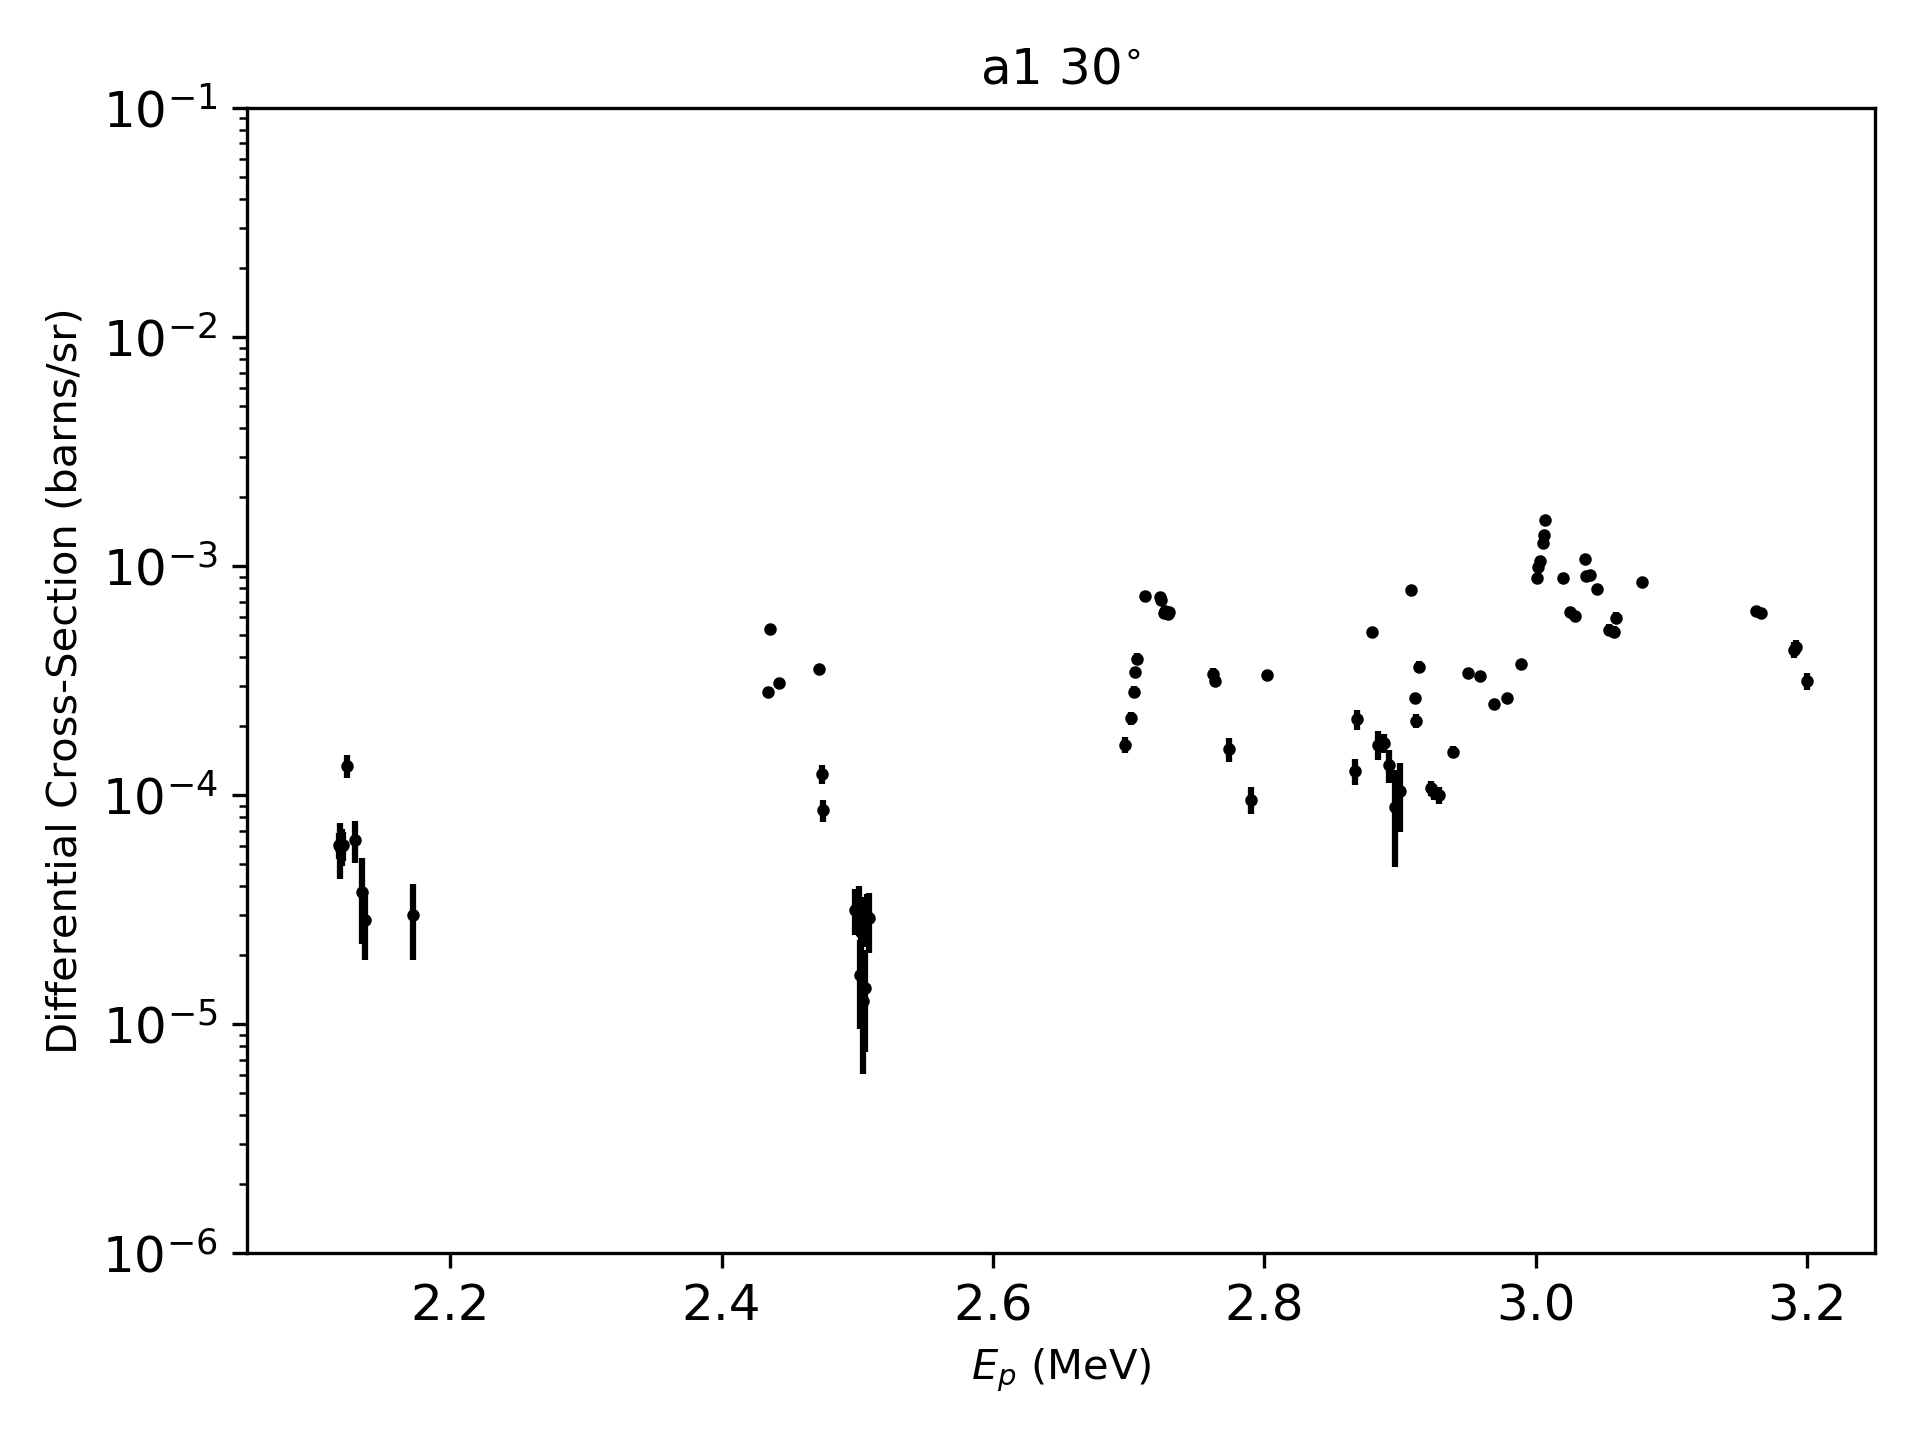 a1 30°
10⁻¹
10⁻²
10⁻³
10⁻⁴
10⁻⁵
10⁻⁶
Differential Cross-Section (barns/sr)
2.2 2.4 2.6 2.8 3.0 3.2
Eₚ (MeV)